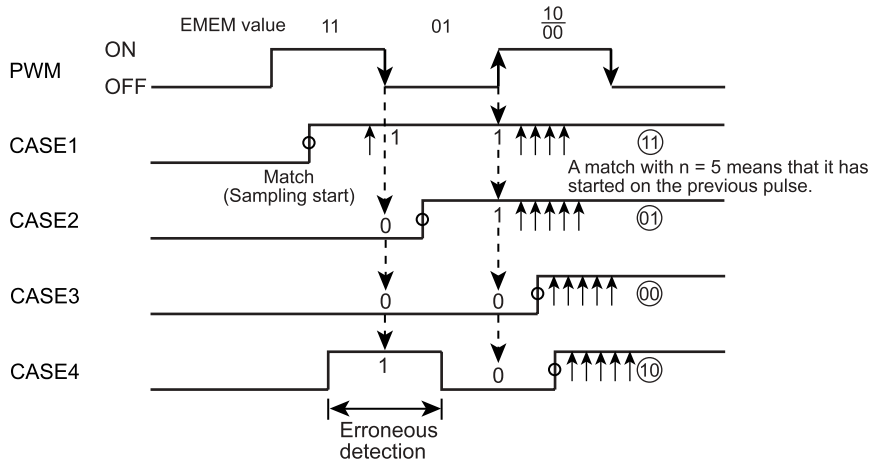 EMEM value 11 01 10
00
ON
PWM
OFF
CASE1 1 1 ⑪
Match
(Sampling start)
A match with n = 5 means that it has
started on the previous pulse.
CASE2 0 1 01
CASE3 0 0 00
CASE4 1 0 ⑩
Erroneous
detection